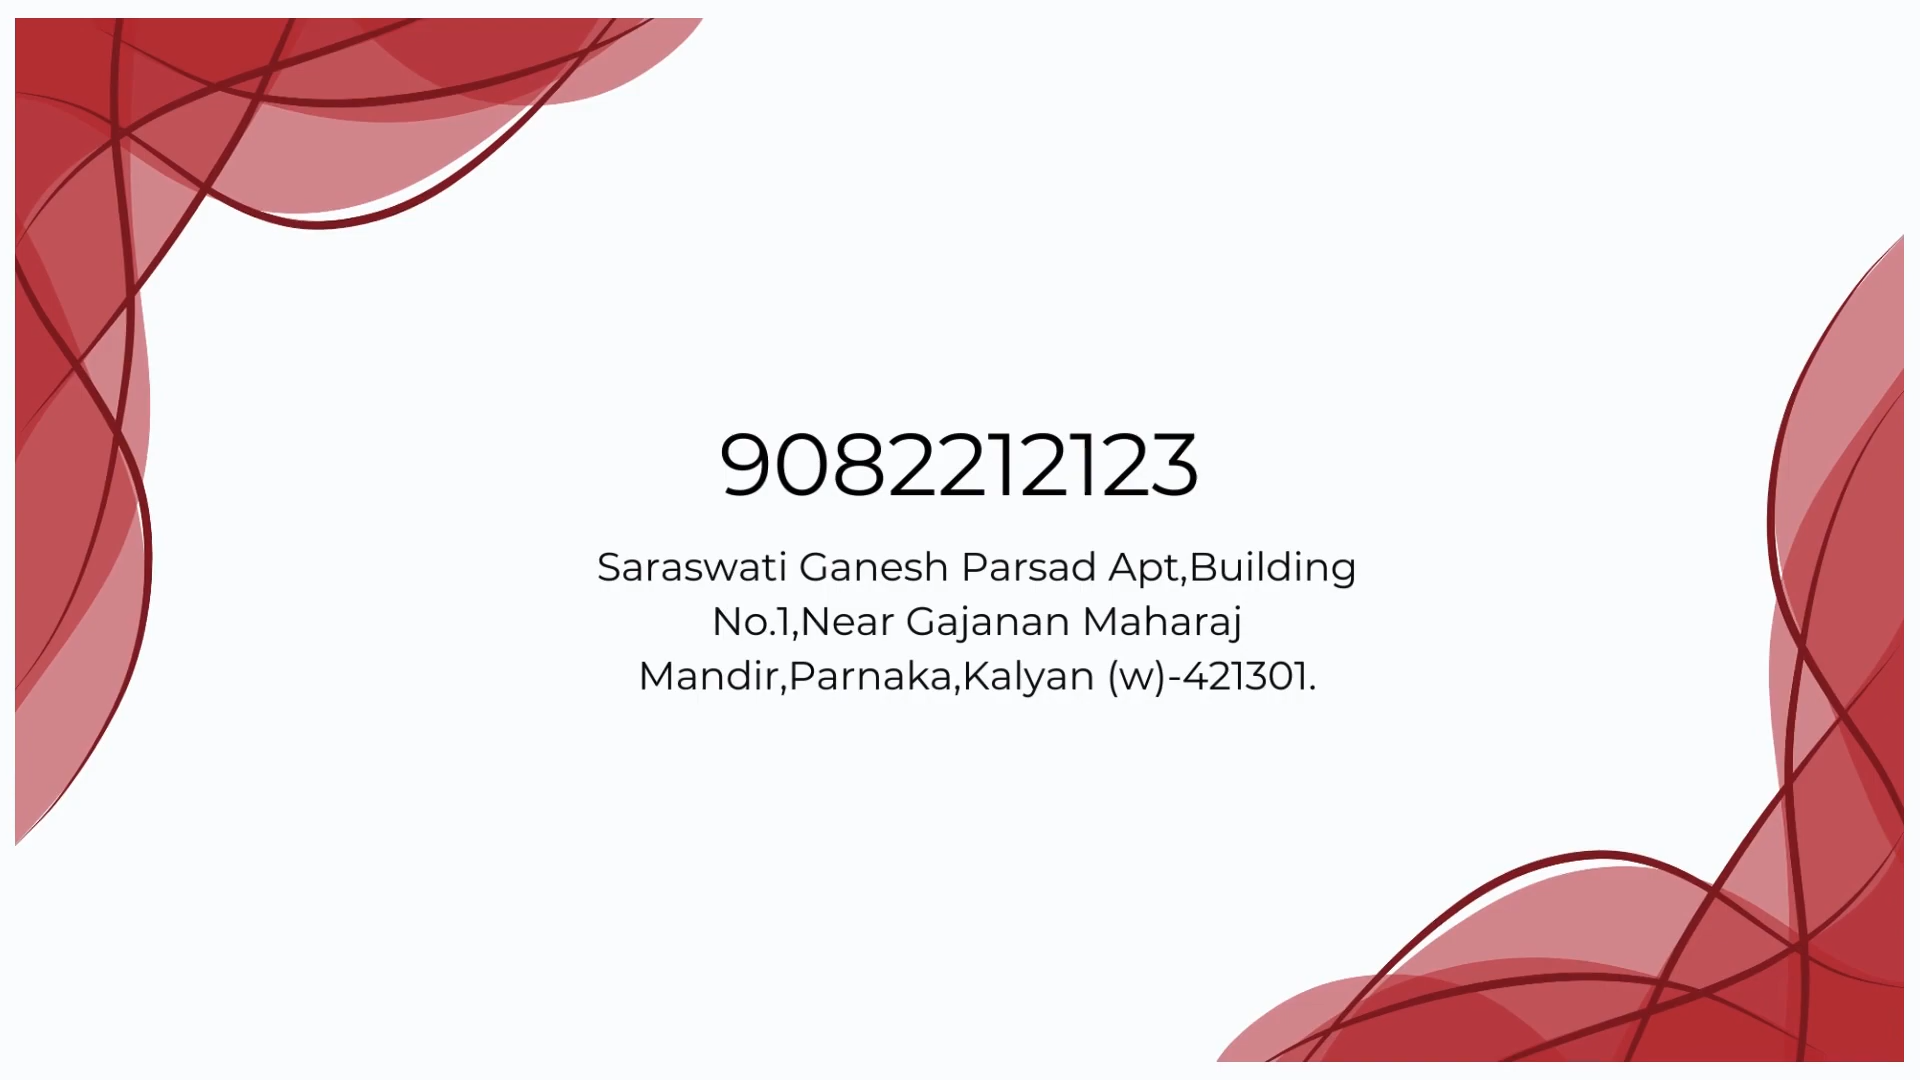 9082212123
Saraswati Ganesh Parsad Apt,Building
No.1,Near Gajanan Maharaj
Mandir,Parnaka,Kalyan (w)-421301.